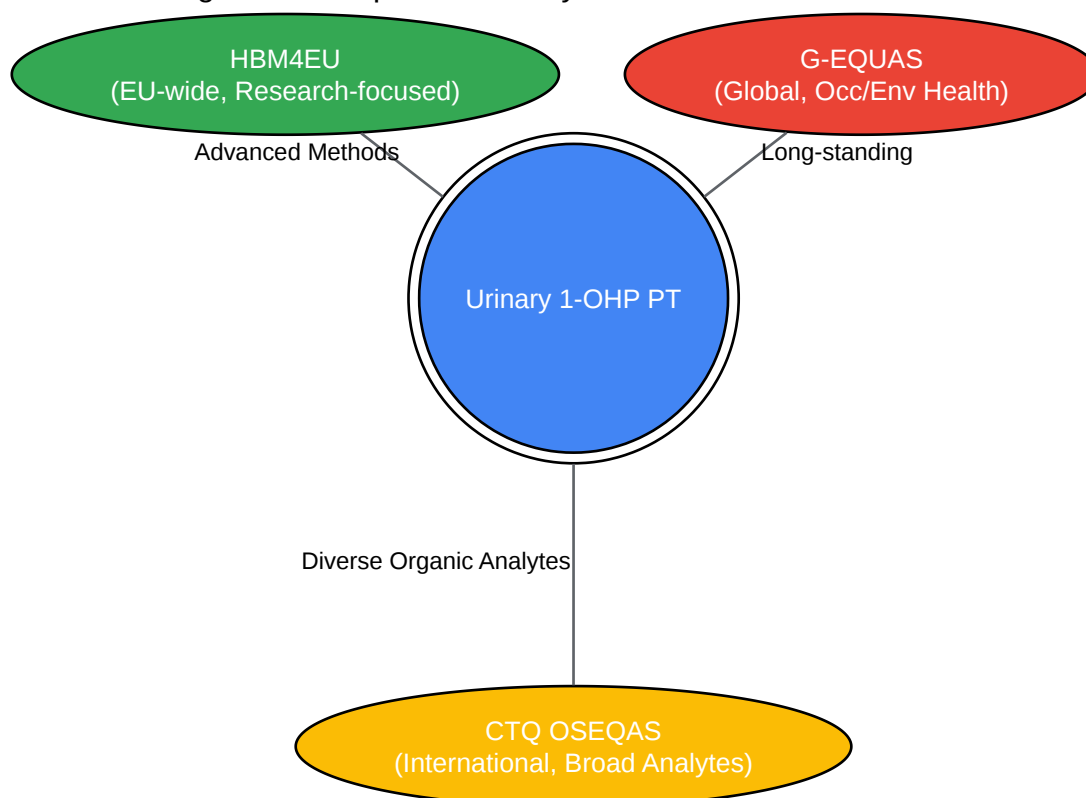 HBM4EU
(EU-wide, Research-focused)
G-EQUAS
(Global, Occ/Env Health)
Advanced Methods
Long-standing
Urinary 1-OHP PT
Diverse Organic Analytes
CTQ OSEQAS
(International, Broad Analytes)